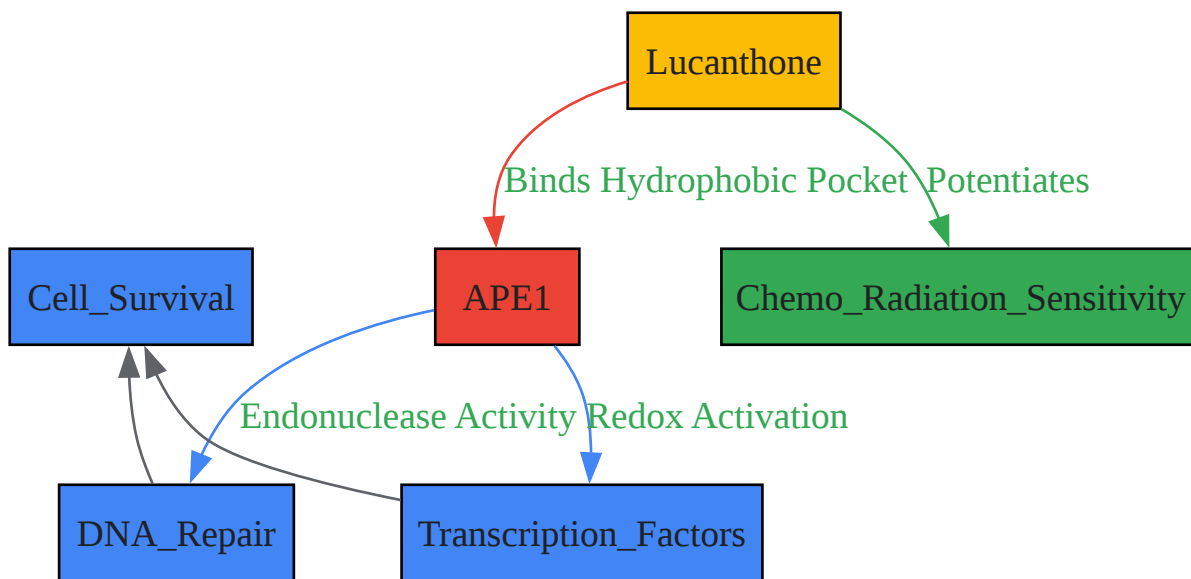 Lucanthone
Binds Hydrophobic Pocket
Potentiates
Cell_Survival
APE1
Chemo_Radiation_Sensitivity
Endonuclease Activity
Redox Activation
DNA_Repair
Transcription_Factors